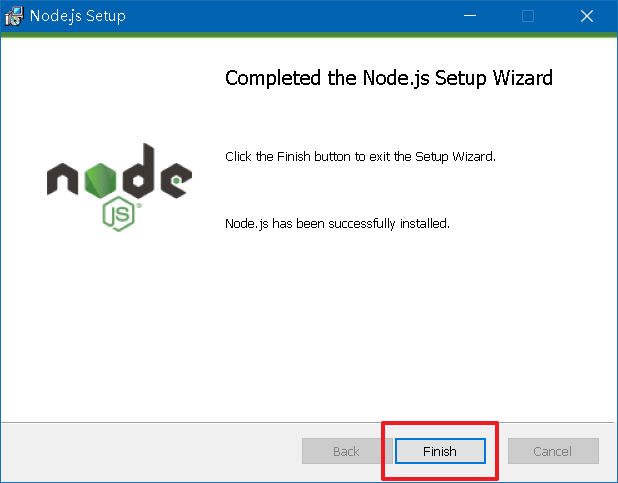 Node.js Setup
Completed the Node.js Setup Wizard
Click the Finish button to exit the Setup Wizard.
node
JS
Node.js has been successfully installed.
Back
Finish
Cancel